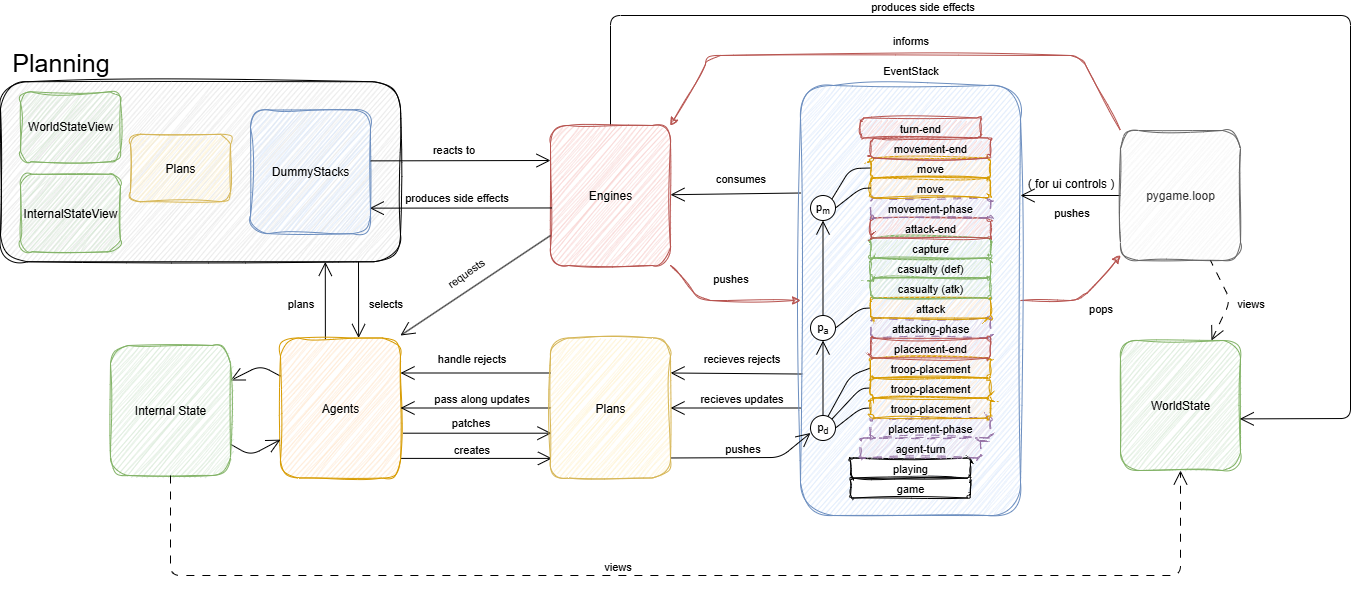 produces side effects
informs
Planning
EventStack
WorldStateView
Plans
DummyStacks
InternalStateView
reacts to
produces side effects
Engines
consumes
requests
pushes
turn-end
movement-end
move
move
movement-phase
attack-end
capture
casualty (def)
casualty (atk)
attack
attacking-phase
placement-end
troop-placement
troop-placement
troop-placement
placement-phase
agent-turn
playing
game
pm
pa
pd
( for ui controls )
pushes
pygame.loop
pops
views
plans
selects
Internal State
Agents
handle rejects
pass along updates
patches
creates
Plans
recieves rejects
recieves updates
pushes
WorldState
views